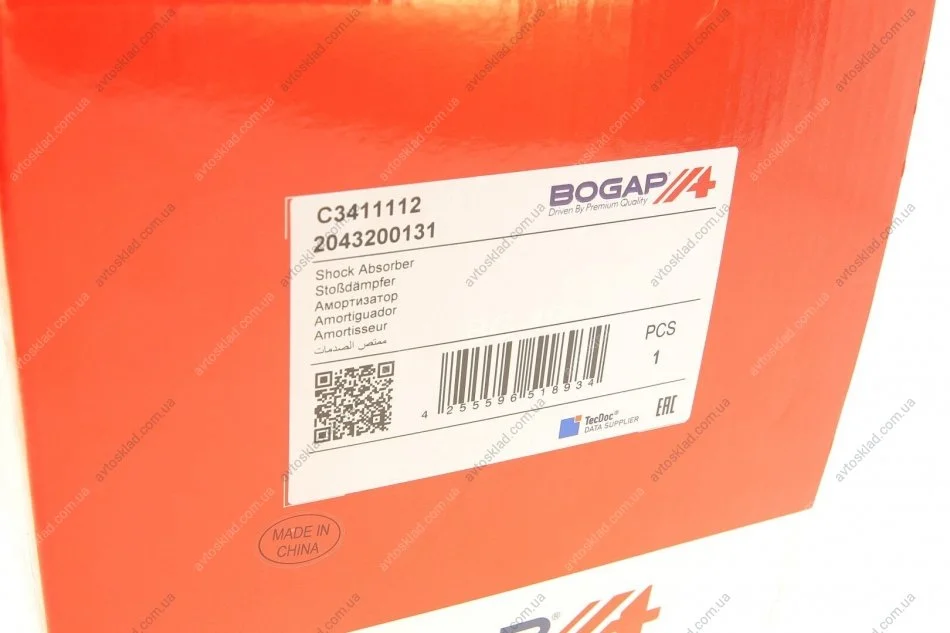 C3411112
2043200131
BOGAP
Driven By Premium Quality
Shock Absorber
Stoßdämpfer
Амортизатор
Amortiguador
Amortisseur
ممتص الصدمات
PCS
1
4 255596 518934
TecDoc®
DATA SUPPLIER
EAC
MADE IN
CHINA
avtosklad.com.ua